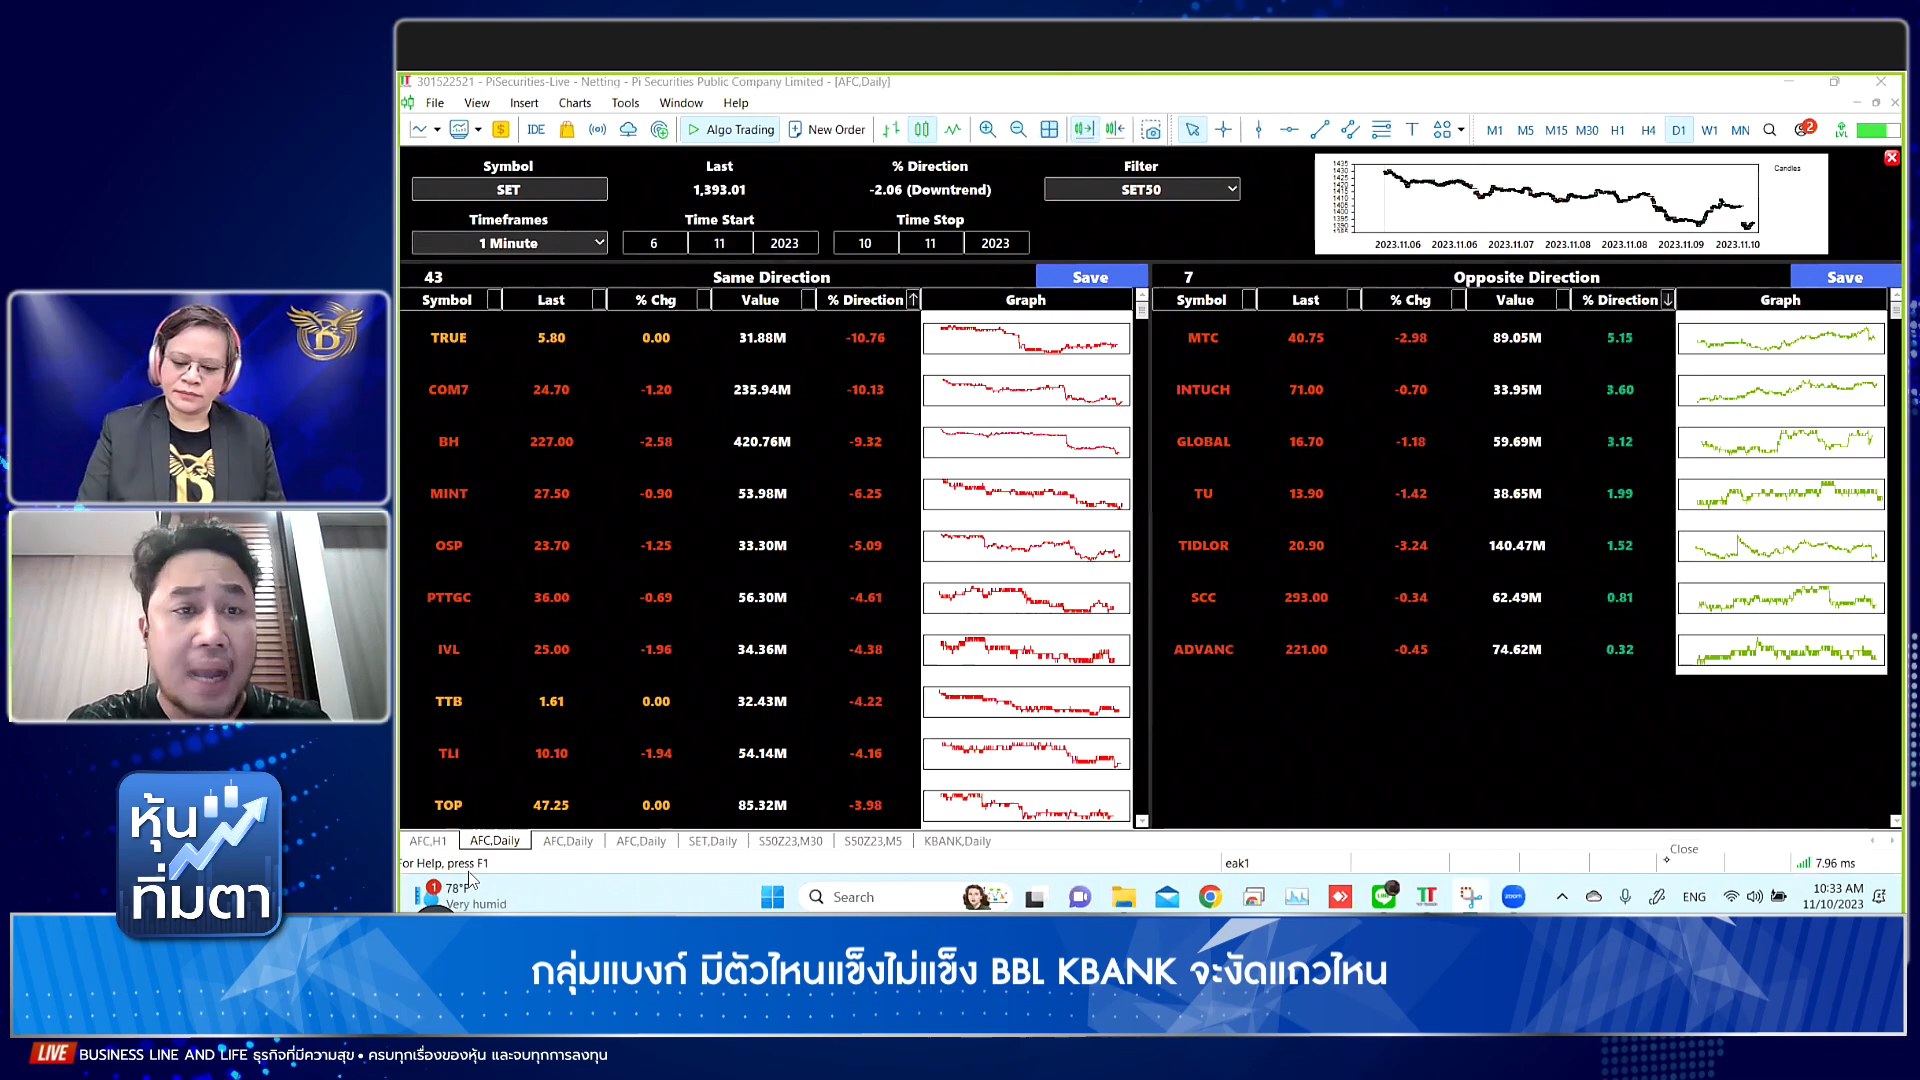 301522521 - PiSecurities-Live - Netting - Pi Securities Public Company Limited - [AFC,Daily]
File View Insert Charts Tools Window Help
IDE Algo Trading New Order M1 M5 M15 M30 H1 H4 D1 W1 MN 2 LVL
Symbol Last % Direction Filter
SET 1,393.01 -2.06 (Downtrend) SET50
Timeframes Time Start Time Stop
1 Minute 6 11 2023 10 11 2023
Candles
1435
1430
1425
1420
1415
1410
1405
1400
1395
1390
1385
2023.11.06 2023.11.06 2023.11.07 2023.11.08 2023.11.08 2023.11.09 2023.11.10
43 Same Direction Save
Symbol Last % Chg Value % Direction Graph
TRUE 5.80 0.00 31.88M -10.76
COM7 24.70 -1.20 235.94M -10.13
BH 227.00 -2.58 420.76M -9.32
MINT 27.50 -0.90 53.98M -6.25
OSP 23.70 -1.25 33.30M -5.09
PTTGC 36.00 -0.69 56.30M -4.61
IVL 25.00 -1.96 34.36M -4.38
TTB 1.61 0.00 32.43M -4.22
TLI 10.10 -1.94 54.14M -4.16
TOP 47.25 0.00 85.32M -3.98
7 Opposite Direction Save
Symbol Last % Chg Value % Direction Graph
MTC 40.75 -2.98 89.05M 5.15
INTUCH 71.00 -0.70 33.95M 3.60
GLOBAL 16.70 -1.18 59.69M 3.12
TU 13.90 -1.42 38.65M 1.99
TIDLOR 20.90 -3.24 140.47M 1.52
SCC 293.00 -0.34 62.49M 0.81
ADVANC 221.00 -0.45 74.62M 0.32
AFC,H1 AFC,Daily AFC,Daily AFC,Daily SET,Daily S50Z23,M30 S50Z23,M5 KBANK,Daily
Close
For Help, press F1 eak1 7.96 ms
1 78°F
Very humid
Search
zoom
ENG
10:33 AM
11/10/2023
หุ้น
ทิ่มตา
กลุ่มแบงก์ มีตัวไหนแข็งไม่แข็ง BBL KBANK จะงัดแถวไหน
LIVE BUSINESS LINE AND LIFE ธุรกิจที่มีความสุข • ครบทุกเรื่องของหุ้น และจบทุกการลงทุน